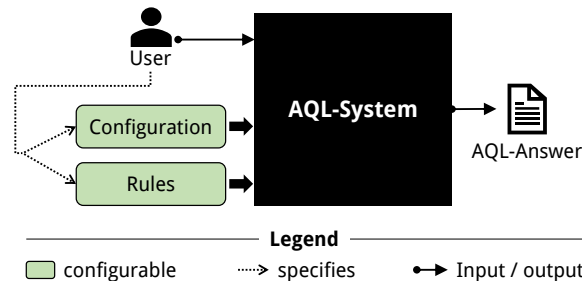 User
Configuration
Rules
AQL-System
AQL-Answer
Legend
configurable
specifies
Input / output